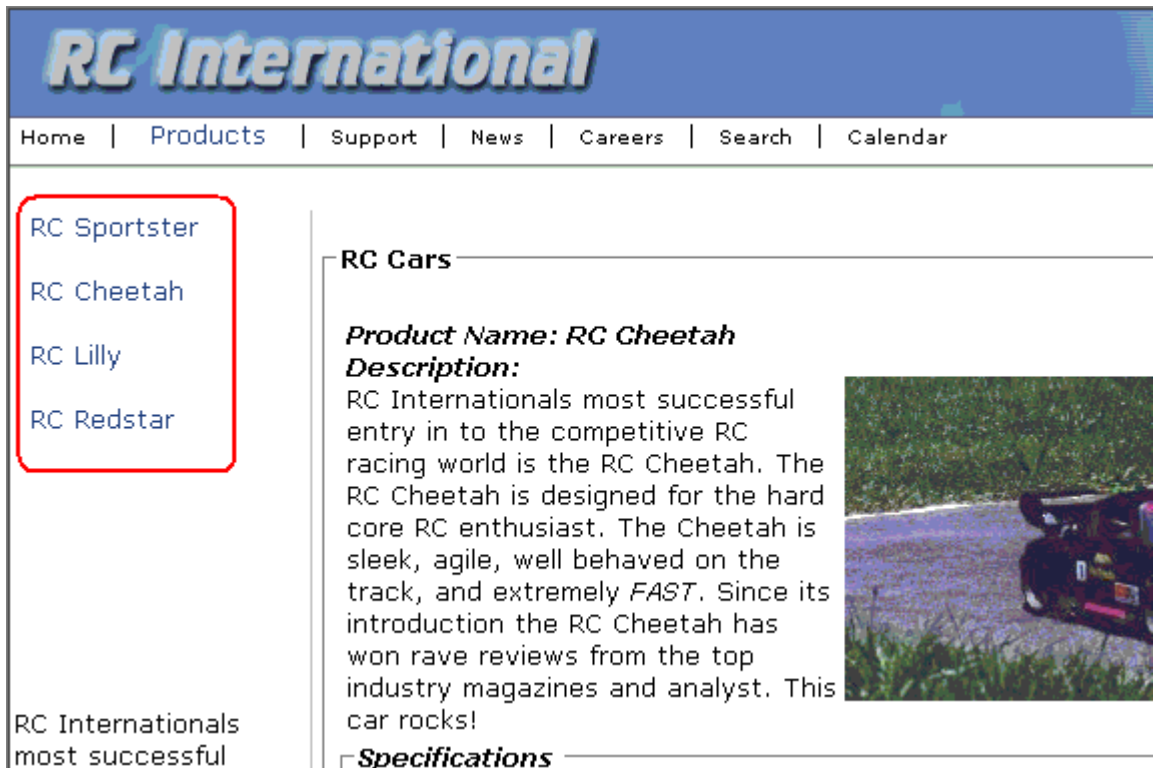 RC International
Home | Products | Support | News | Careers | Search | Calendar
RC Sportster
RC Cheetah
RC Lilly
RC Redstar
RC Internationals
most successful
RC Cars
Product Name: RC Cheetah
Description:
RC Internationals most successful
entry in to the competitive RC
racing world is the RC Cheetah. The
RC Cheetah is designed for the hard
core RC enthusiast. The Cheetah is
sleek, agile, well behaved on the
track, and extremely FAST. Since its
introduction the RC Cheetah has
won rave reviews from the top
industry magazines and analyst. This
car rocks!
Specifications